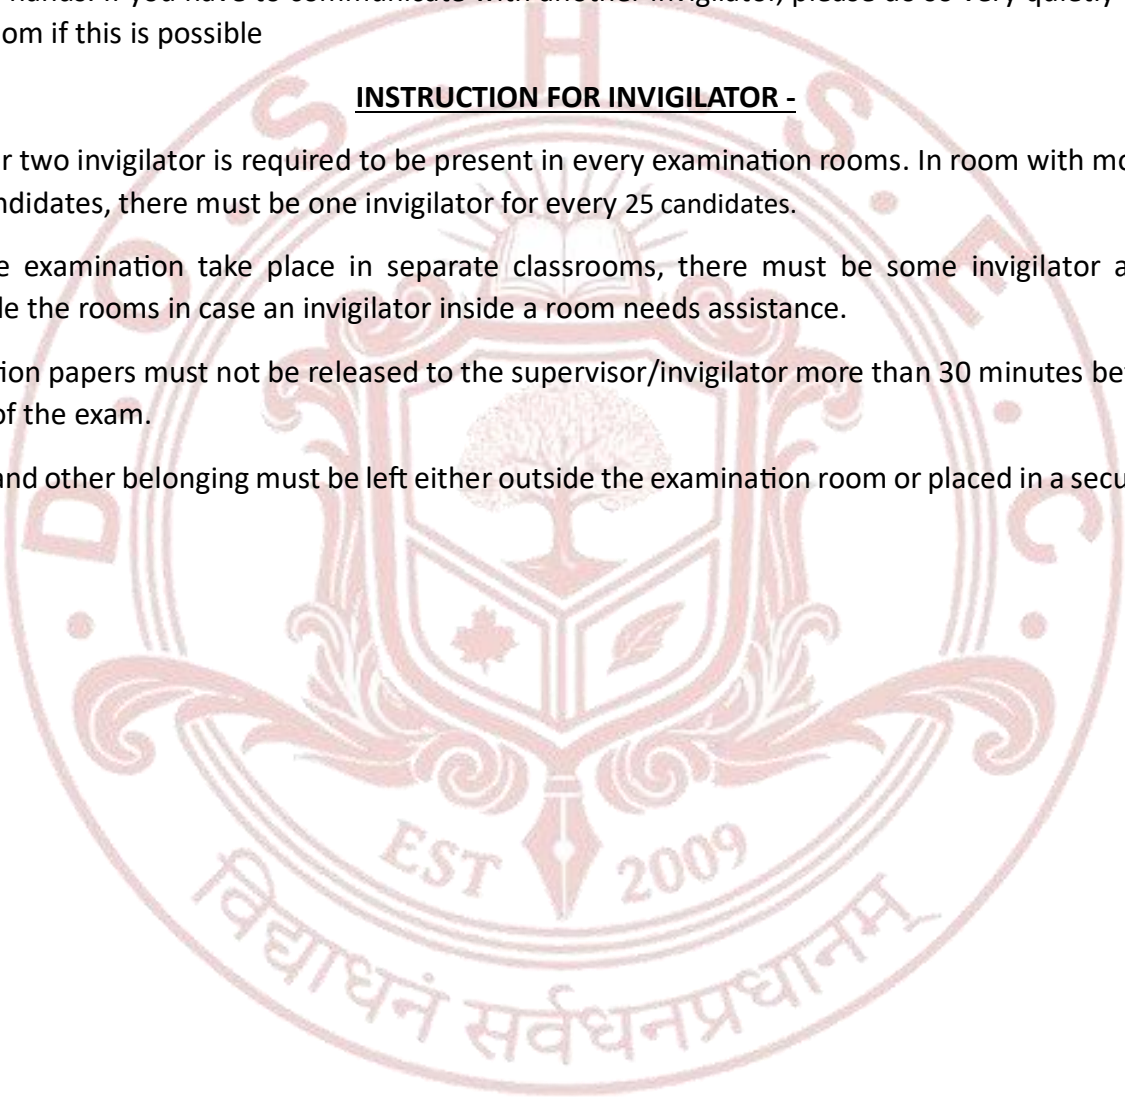 hands. If you have to communicate with another invigilator, please do so very quietly
om if this is possible
INSTRUCTION FOR INVIGILATOR -
r two invigilator is required to be present in every examination rooms. In room with mo
ndidates, there must be one invigilator for every 25 candidates.
e examination take place in separate classrooms, there must be some invigilator a
le the rooms in case an invigilator inside a room needs assistance.
ion papers must not be released to the supervisor/invigilator more than 30 minutes be
of the exam.
and other belonging must be left either outside the examination room or placed in a secu
D . O . S . H . S . E . C .
EST 2009
विद्याधनं सर्वधनप्रधानम्